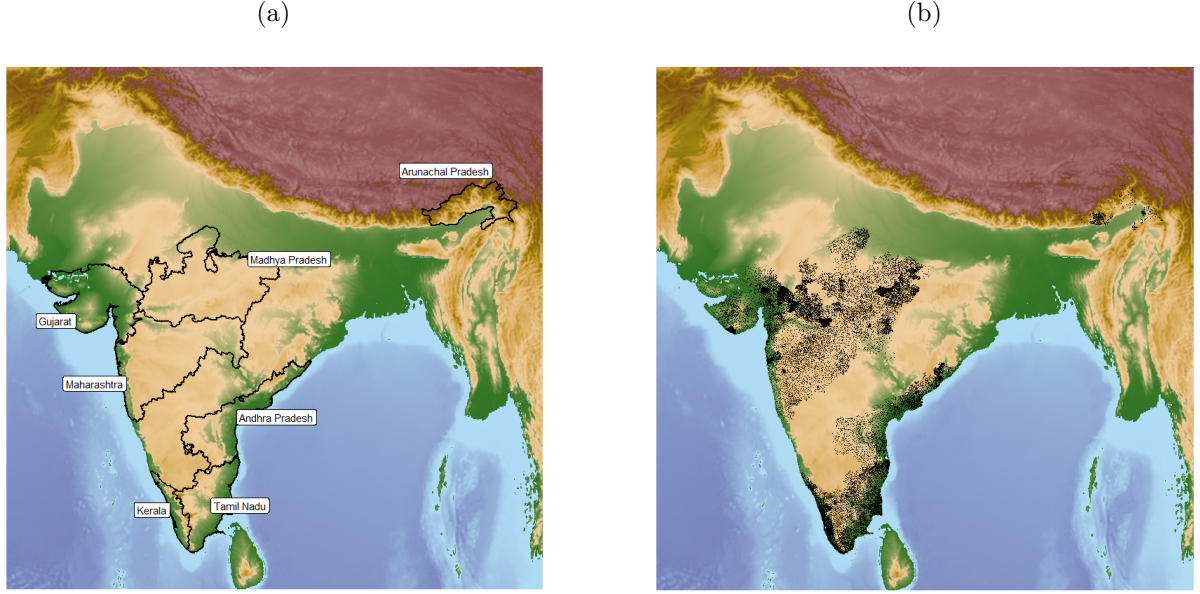 (a)
(b)
Arunachal Pradesh
Madhya Pradesh
Gujarat
Maharashtra
Andhra Pradesh
Kerala
Tamil Nadu